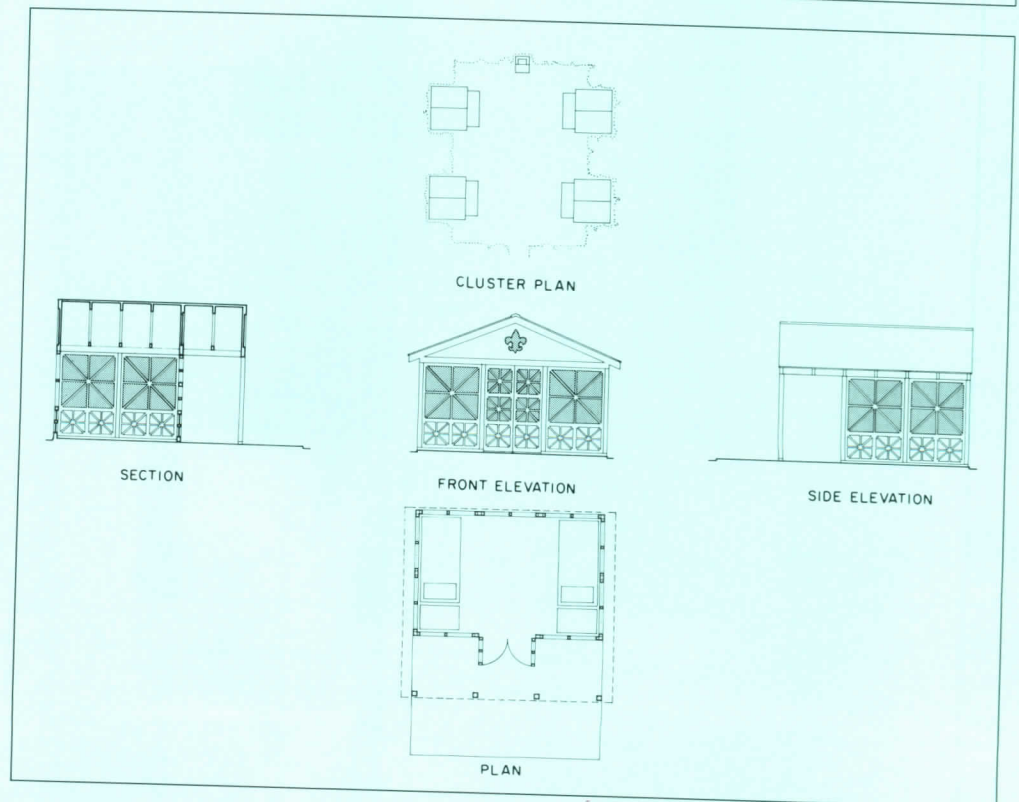 CLUSTER PLAN
SECTION
FRONT ELEVATION
SIDE ELEVATION
PLAN